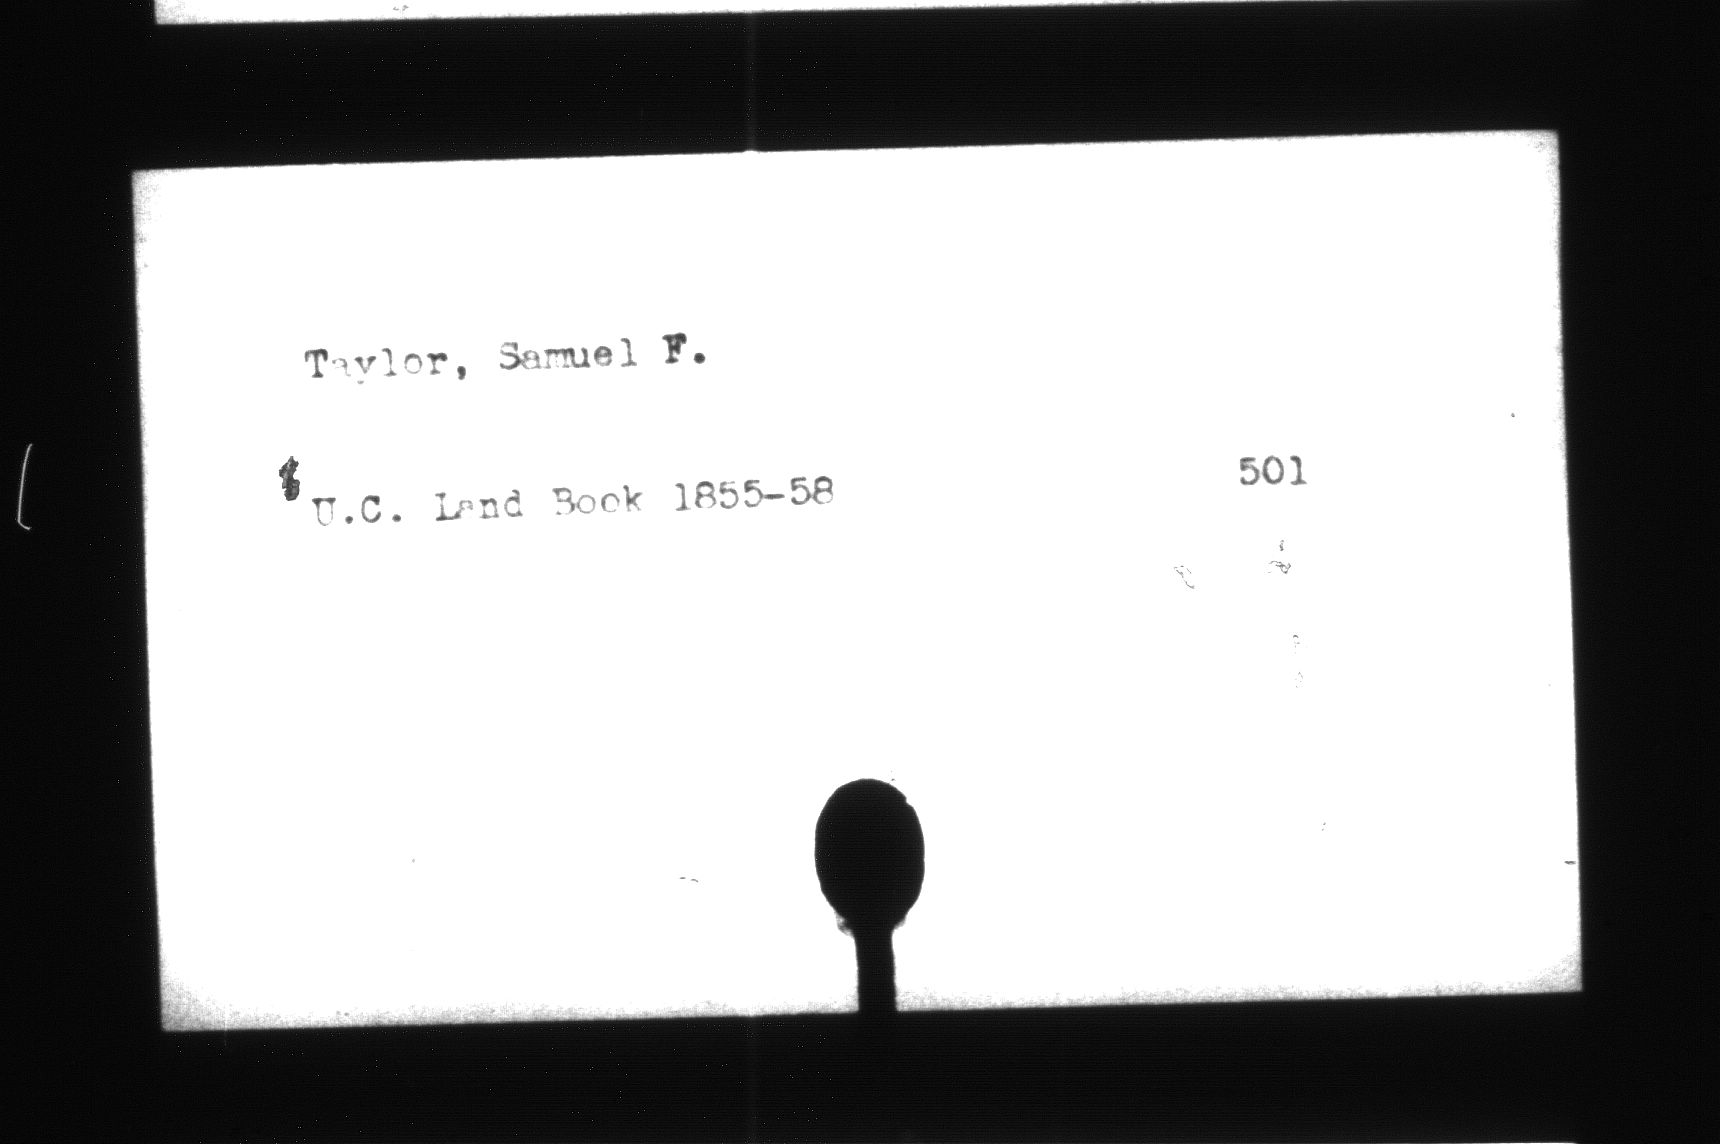 Taylor, Samuel F.
U.C. Land Book 1855-58 501